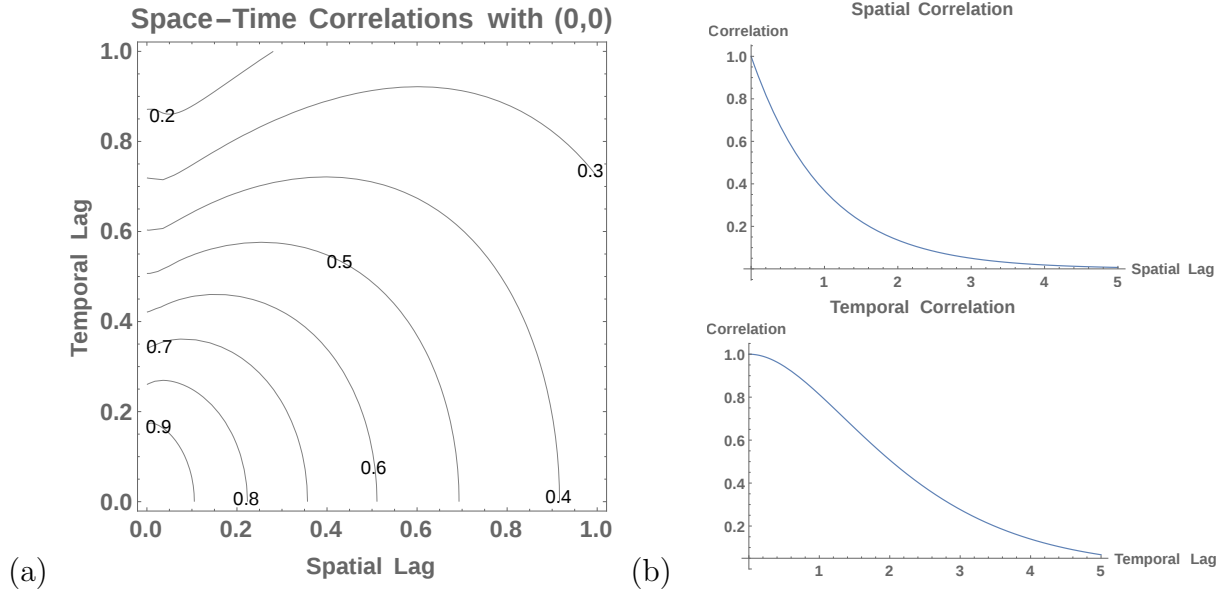 Space−Time Correlations with (0,0)
1.0
0.8
0.6
0.4
0.2
0.0
Temporal Lag
0.2
0.3
0.5
0.7
0.6
0.9
0.8
0.4
0.0 0.2 0.4 0.6 0.8 1.0
Spatial Lag
(a)
Spatial Correlation
Correlation
1.0
0.8
0.6
0.4
0.2
1 2 3 4 5
Spatial Lag
Temporal Correlation
Correlation
1.0
0.8
0.6
0.4
0.2
1 2 3 4 5
Temporal Lag
(b)